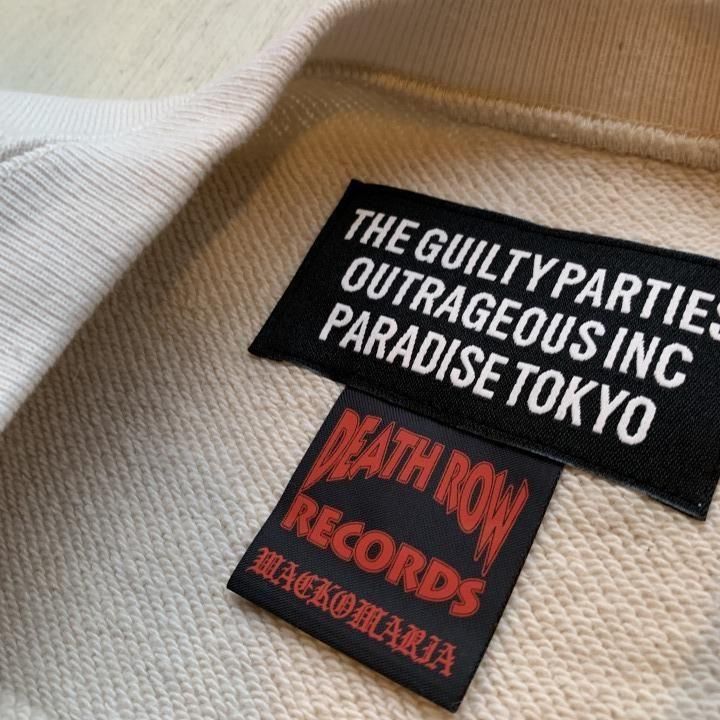 THE GUILTY PARTIES
OUTRAGEOUS INC
PARADISE TOKYO
DEATH ROW
RECORDS
WACKOMARIA